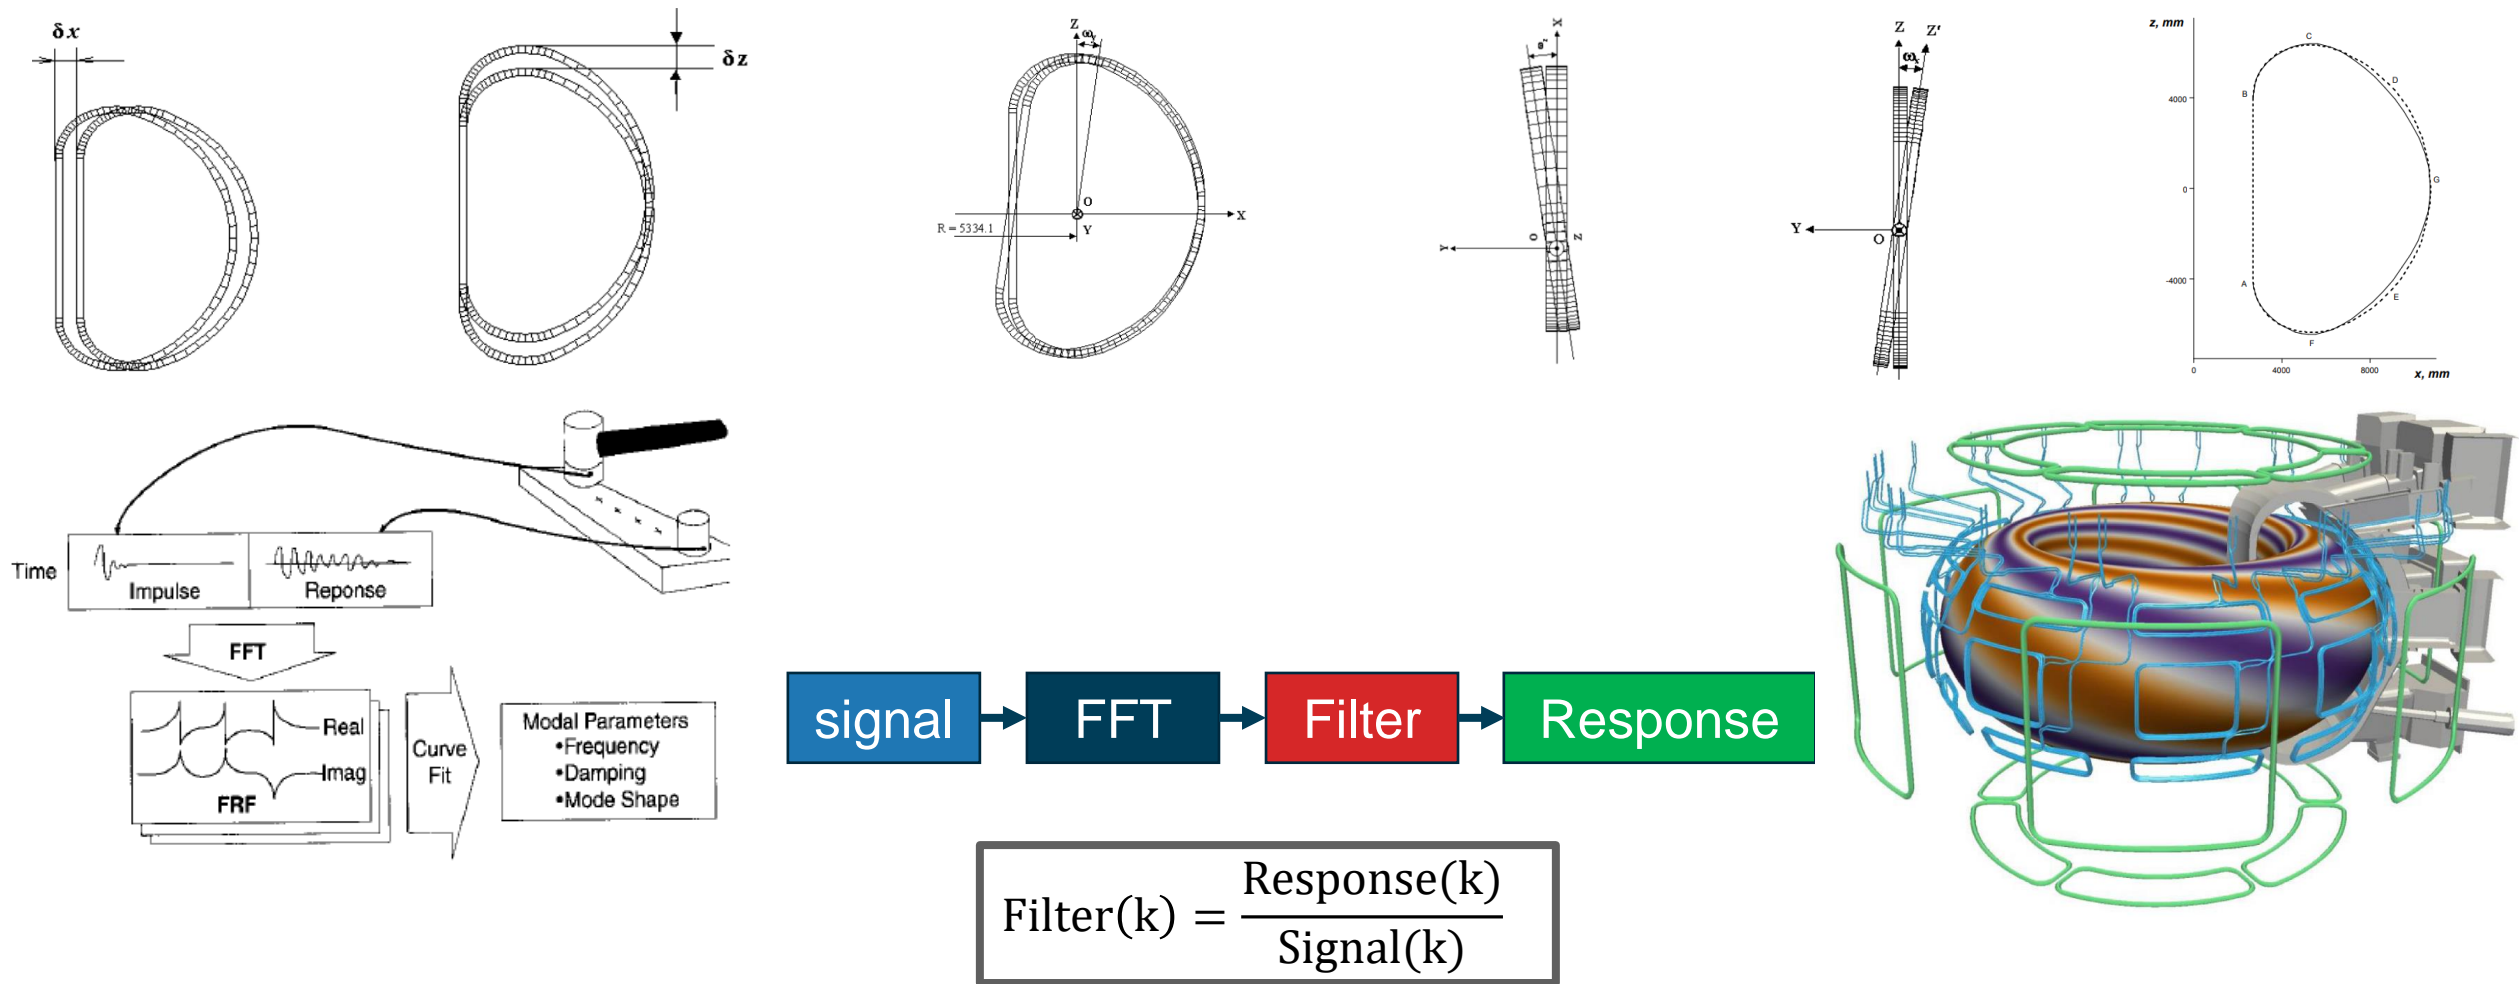 δx
δz
Z
ω
y
O
X
R = 5334.1
Y
X
Y
O
Z
Z
Z'
ω
x
Y
O
z, mm
C
D
B
4000
0
G
-4000
A
E
F
0
4000
8000
x, mm
Time
Impulse
Reponse
FFT
Real
Imag
FRF
Curve
Fit
Modal Parameters
•Frequency
•Damping
•Mode Shape
signal
FFT
Filter
Response
Filter(k) = Response(k)
Signal(k)